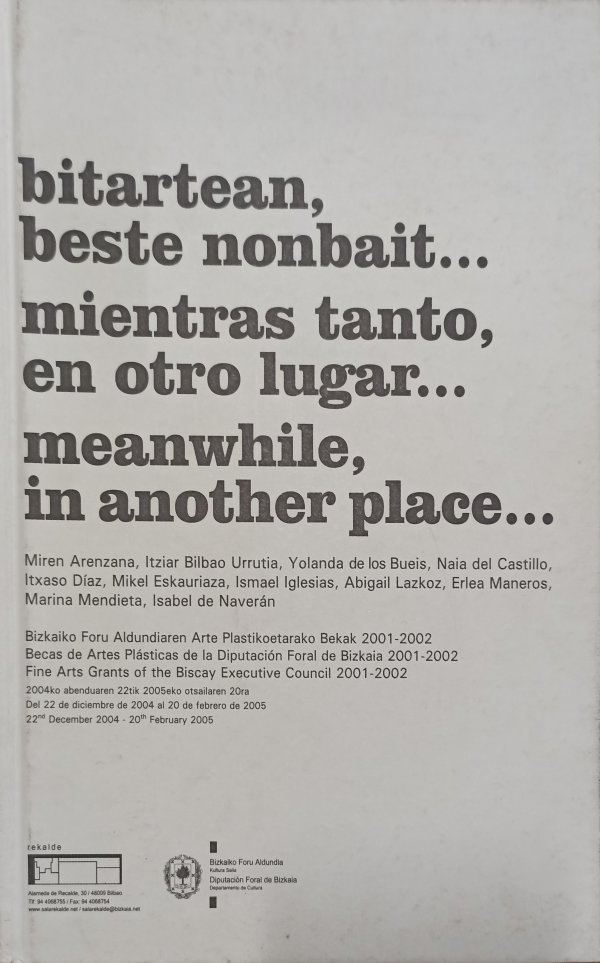 bitartean,
beste nonbait...
mientras tanto,
en otro lugar...
meanwhile,
in another place...
Miren Arenzana, Itziar Bilbao Urrutia, Yolanda de los Bueis, Naia del Castillo,
Itxaso Díaz, Mikel Eskauriaza, Ismael Iglesias, Abigail Lazkoz, Erlea Maneros,
Marina Mendieta, Isabel de Naverán
Bizkaiko Foru Aldundiaren Arte Plastikoetarako Bekak 2001-2002
Becas de Artes Plásticas de la Diputación Foral de Bizkaia 2001-2002
Fine Arts Grants of the Biscay Executive Council 2001-2002
2004ko abenduaren 22tik 2005eko otsailaren 20ra
Del 22 de diciembre de 2004 al 20 de febrero de 2005
22nd December 2004 - 20th February 2005
rekalde
Alameda de Recalde, 30 / 48009 Bilbao.
Tlf: 94 4068755 / Fax: 94 4068754
www.salarekalde.net / salarekalde@bizkaia.net
Bizkaiko Foru Aldundia
Kultura Saila
Diputación Foral de Bizkaia
Departamento de Cultura